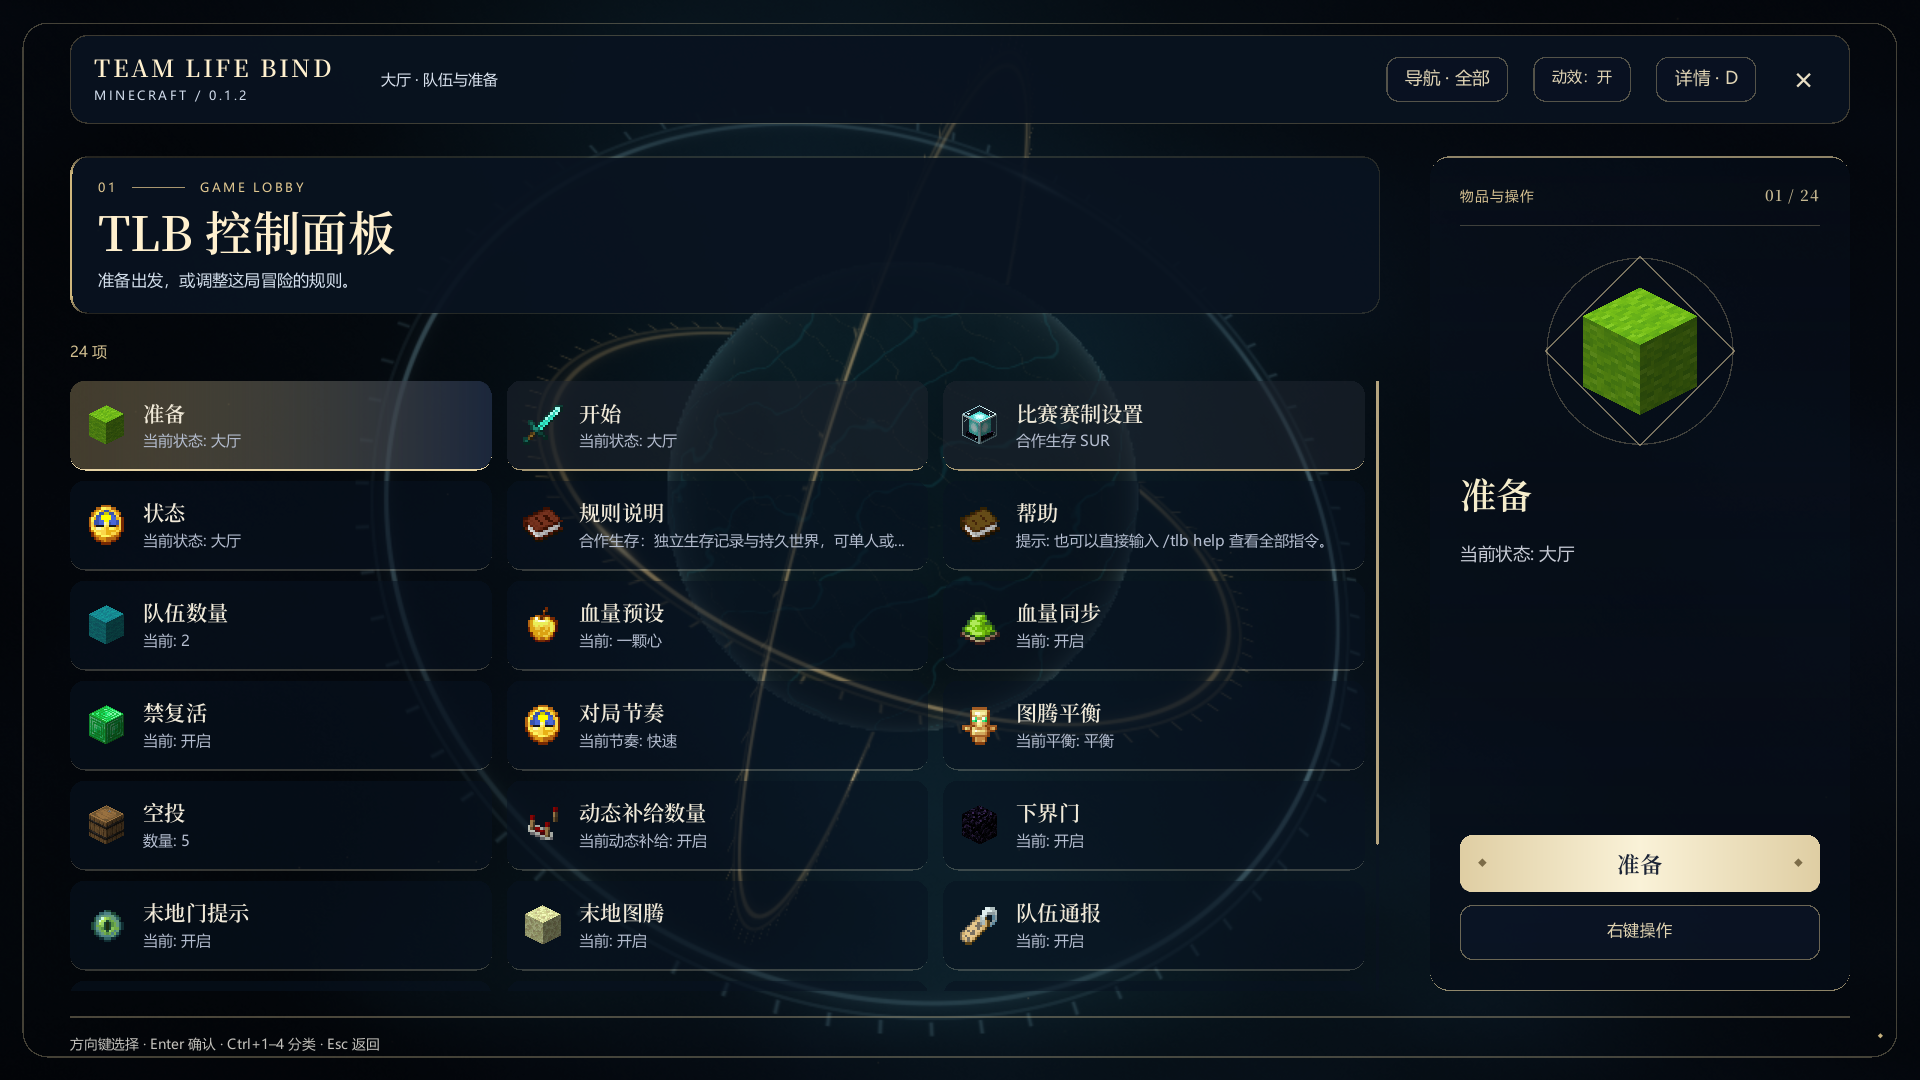 TEAM LIFE BIND
MINECRAFT / 0.1.2
大厅 · 队伍与准备
导航 · 全部
动效: 开
详情 · D
×
01
GAME LOBBY
TLB 控制面板
准备出发，或调整这局冒险的规则。
24 项
准备
当前状态: 大厅
开始
当前状态: 大厅
比赛赛制设置
合作生存 SUR
状态
当前状态: 大厅
规则说明
合作生存：独立生存记录与持久世界，可单人或...
帮助
提示: 也可以直接输入 /tlb help 查看全部指令。
队伍数量
当前: 2
血量预设
当前: 一颗心
血量同步
当前: 开启
禁复活
当前: 开启
对局节奏
当前节奏: 快速
图腾平衡
当前平衡: 平衡
空投
数量: 5
动态补给数量
当前动态补给: 开启
下界门
当前: 开启
末地门提示
当前: 开启
末地图腾
当前: 开启
队伍通报
当前: 开启
物品与操作
01 / 24
准备
当前状态: 大厅
准备
右键操作
方向键选择 · Enter 确认 · Ctrl+1–4 分类 · Esc 返回